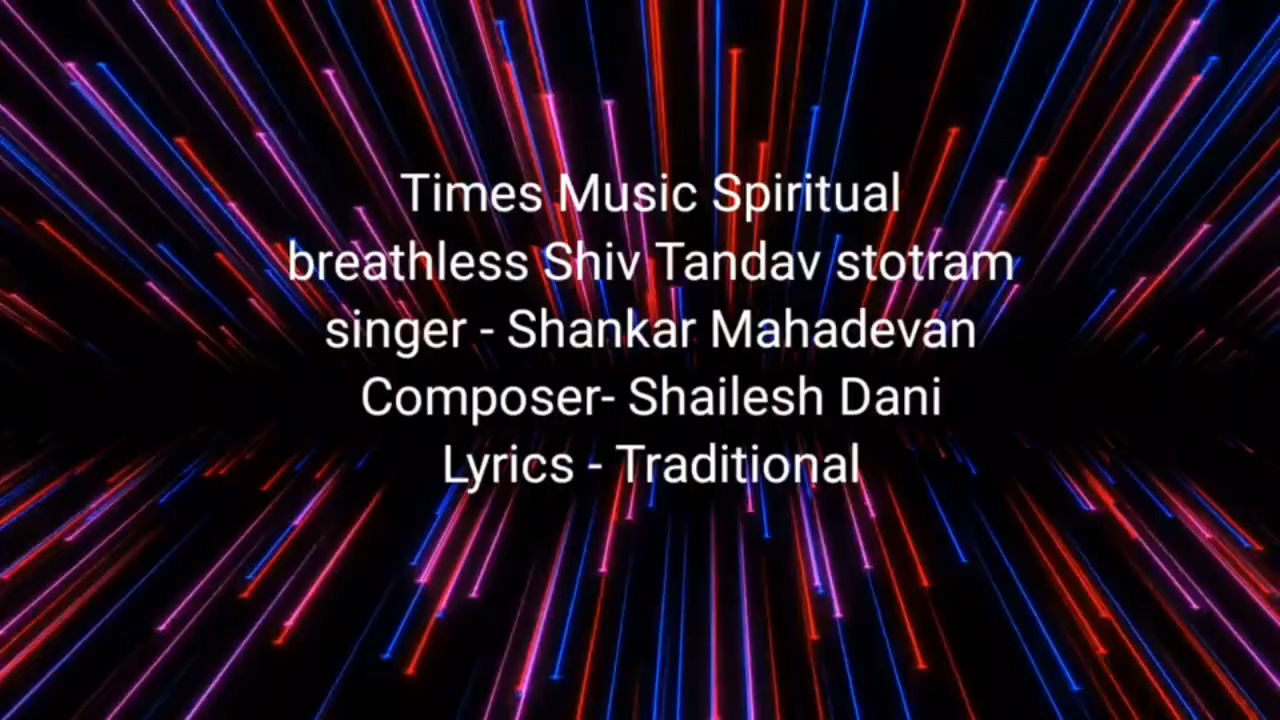 Times Music Spiritual
breathless Shiv Tandav stotram
singer - Shankar Mahadevan
Composer- Shailesh Dani
Lyrics - Traditional